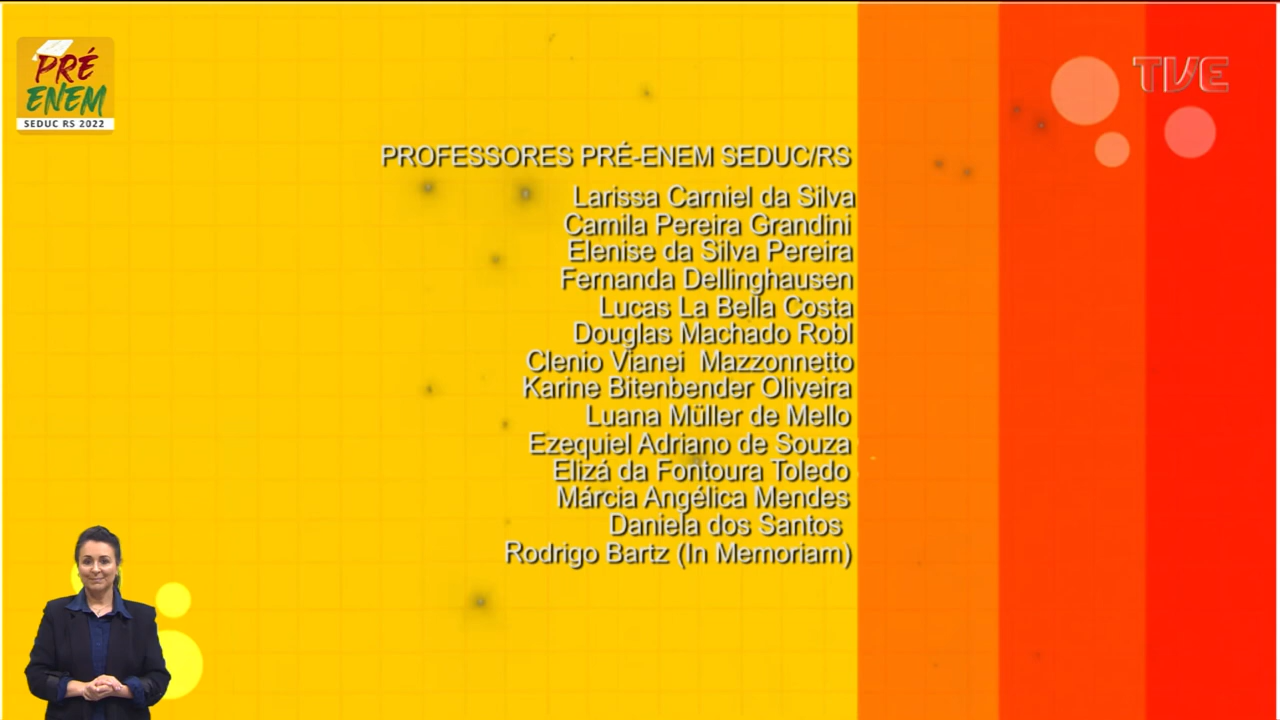 PRÉ
ENEM
SEDUC RS 2022
TVE
PROFESSORES PRÉ-ENEM SEDUC/RS
Larissa Carniel da Silva
Camila Pereira Grandini
Elenise da Silva Pereira
Fernanda Dellinghausen
Lucas La Bella Costa
Douglas Machado Robl
Clenio Vianei Mazzonnetto
Karine Bitenbender Oliveira
Luana Müller de Mello
Ezequiel Adriano de Souza
Elizá da Fontoura Toledo
Márcia Angélica Mendes
Daniela dos Santos
Rodrigo Bartz (In Memoriam)